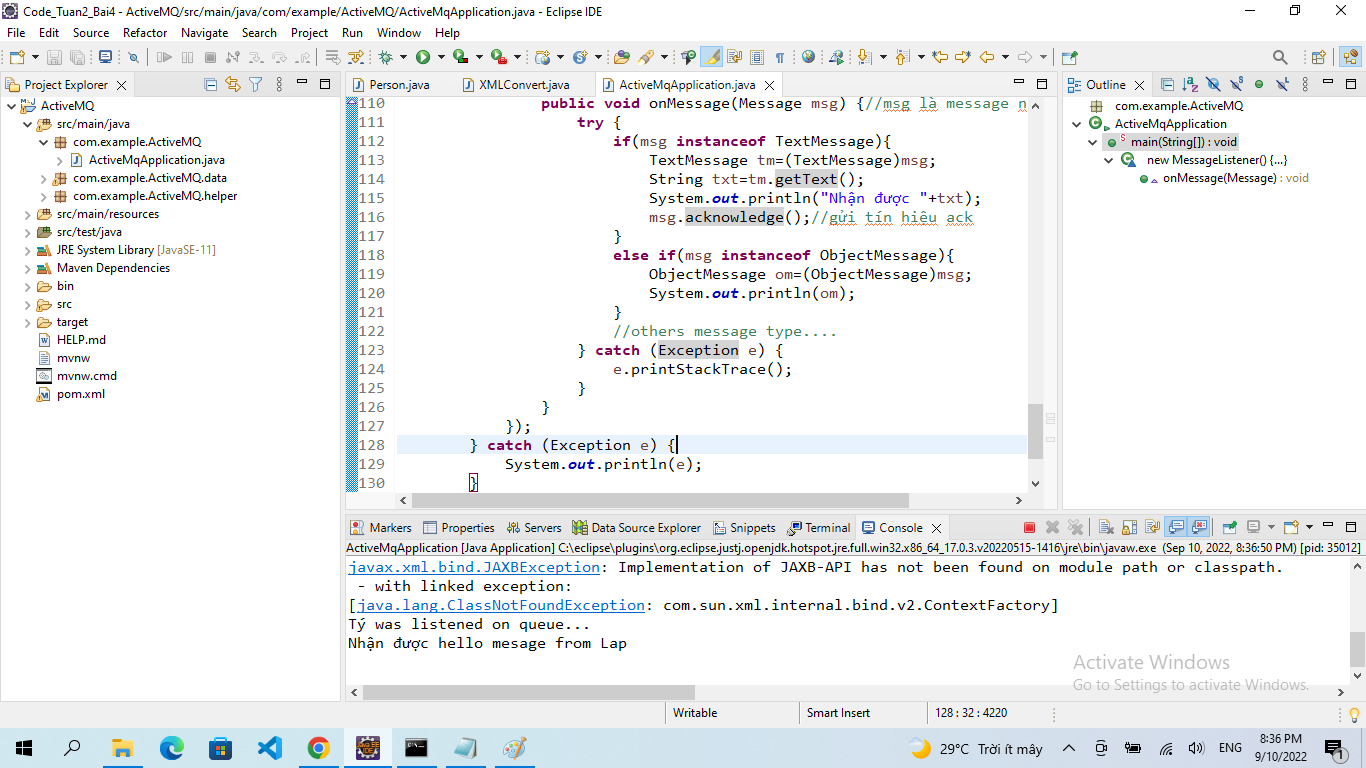 Code_Tuan2_Bai4 - ActiveMQ/src/main/java/com/example/ActiveMQ/ActiveMqApplication.java - Eclipse IDE
File Edit Source Refactor Navigate Search Project Run Window Help
Project Explorer
ActiveMQ
src/main/java
com.example.ActiveMQ
ActiveMqApplication.java
com.example.ActiveMQ.data
com.example.ActiveMQ.helper
src/main/resources
src/test/java
JRE System Library [JavaSE-11]
Maven Dependencies
bin
src
target
HELP.md
mvnw
mvnw.cmd
pom.xml
Person.java XMLConvert.java ActiveMqApplication.java
110 public void onMessage(Message msg) {//msg là message n
111 try {
112 if(msg instanceof TextMessage){
113 TextMessage tm=(TextMessage)msg;
114 String txt=tm.getText();
115 System.out.println("Nhận được "+txt);
116 msg.acknowledge();//gửi tín hiệu ack
117 }
118 else if(msg instanceof ObjectMessage){
119 ObjectMessage om=(ObjectMessage)msg;
120 System.out.println(om);
121 }
122 //others message type....
123 } catch (Exception e) {
124 e.printStackTrace();
125 }
126 }
127 });
128 } catch (Exception e) {
129 System.out.println(e);
130 }
Outline
com.example.ActiveMQ
ActiveMqApplication
main(String[]) : void
new MessageListener() {...}
onMessage(Message) : void
Markers Properties Servers Data Source Explorer Snippets Terminal Console
ActiveMqApplication [Java Application] C:\eclipse\plugins\org.eclipse.justj.openjdk.hotspot.jre.full.win32.x86_64_17.0.3.v20220515-1416\jre\bin\javaw.exe (Sep 10, 2022, 8:36:50 PM) [pid: 35012]
javax.xml.bind.JAXBException: Implementation of JAXB-API has not been found on module path or classpath.
- with linked exception:
[java.lang.ClassNotFoundException: com.sun.xml.internal.bind.v2.ContextFactory]
Tý was listened on queue...
Nhận được hello mesage from Lap
Activate Windows
Go to Settings to activate Windows.
Writable Smart Insert 128 : 32 : 4220
29°C Trời ít mây ENG 8:36 PM
9/10/2022
1